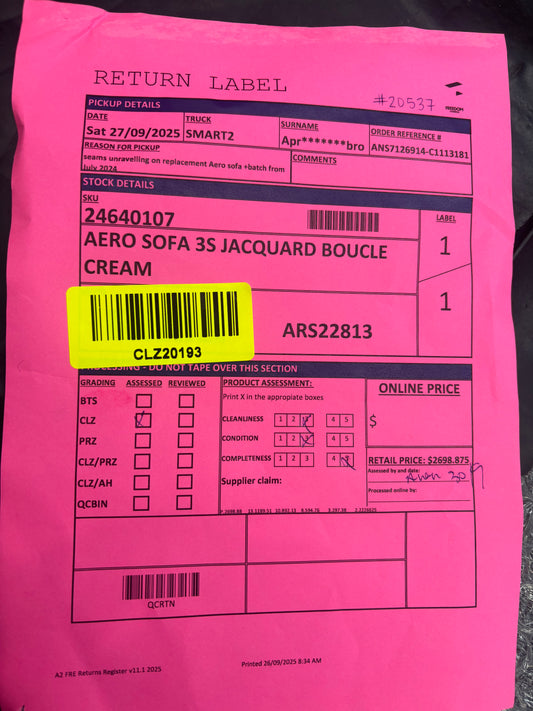 RETURN LABEL
#20537
FREEDOM
PICKUP DETAILS
DATE
Sat 27/09/2025
TRUCK
SMART2
SURNAME
Apr*******bro
ORDER REFERENCE #
ANS7126914-C1113181
REASON FOR PICKUP
seams unravelling on replacement Aero sofa +batch from
July 2024
COMMENTS
STOCK DETAILS
SKU
24640107
LABEL
1
1
AERO SOFA 3S JACQUARD BOUCLE
CREAM
CLZ20193
ARS22813
PROCESSING - DO NOT TAPE OVER THIS SECTION
GRADING ASSESSED REVIEWED
BTS
CLZ
PRZ
CLZ/PRZ
CLZ/AH
QCBIN
PRODUCT ASSESSMENT:
Print X in the appropiate boxes
CLEANLINESS 1 2 3 4 5
CONDITION 1 2 3 4 5
COMPLETENESS 1 2 3 4 5
Supplier claim:
ONLINE PRICE
$
RETAIL PRICE: $2698.875
Assessed by and date:
Processed online by:
QCRTN
A2 FRE Returns Register v11.1 2025
Printed 26/09/2025 8:34 AM